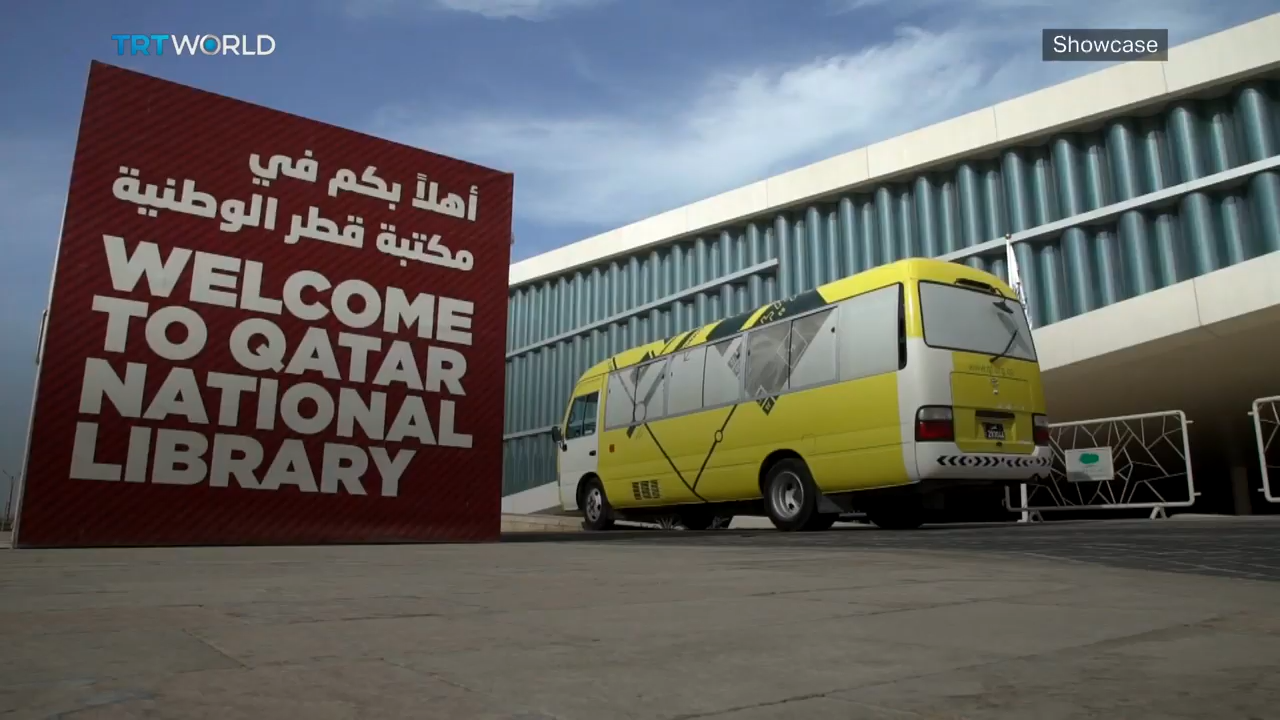 TRTWORLD
Showcase
أهلاً بكم في
مكتبة قطر الوطنية
WELCOME
TO QATAR
NATIONAL
LIBRARY